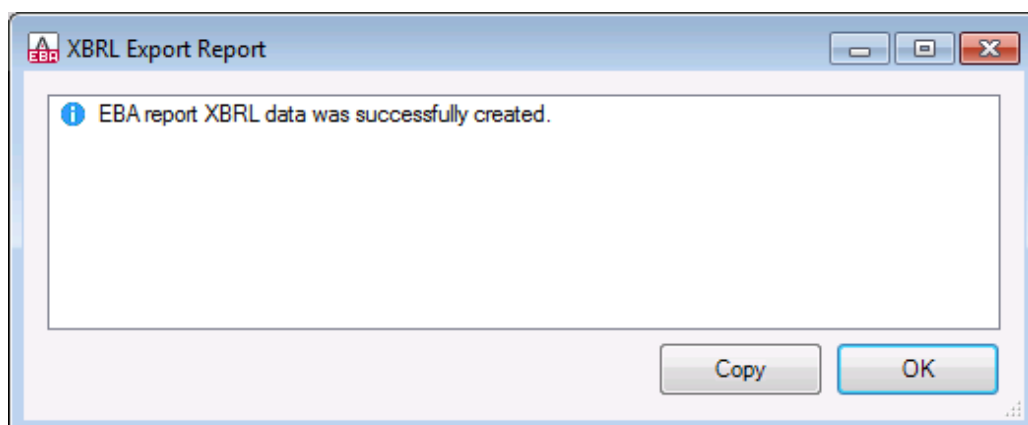 A
EBA
XBRL Export Report
EBA report XBRL data was successfully created.
Copy
OK